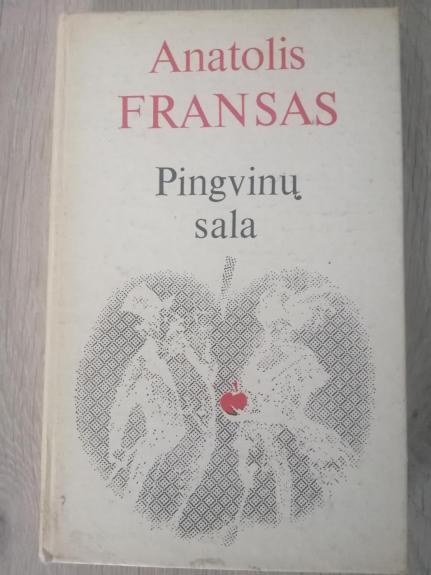 Anatolis
FRANSAS
Pingvinų
sala